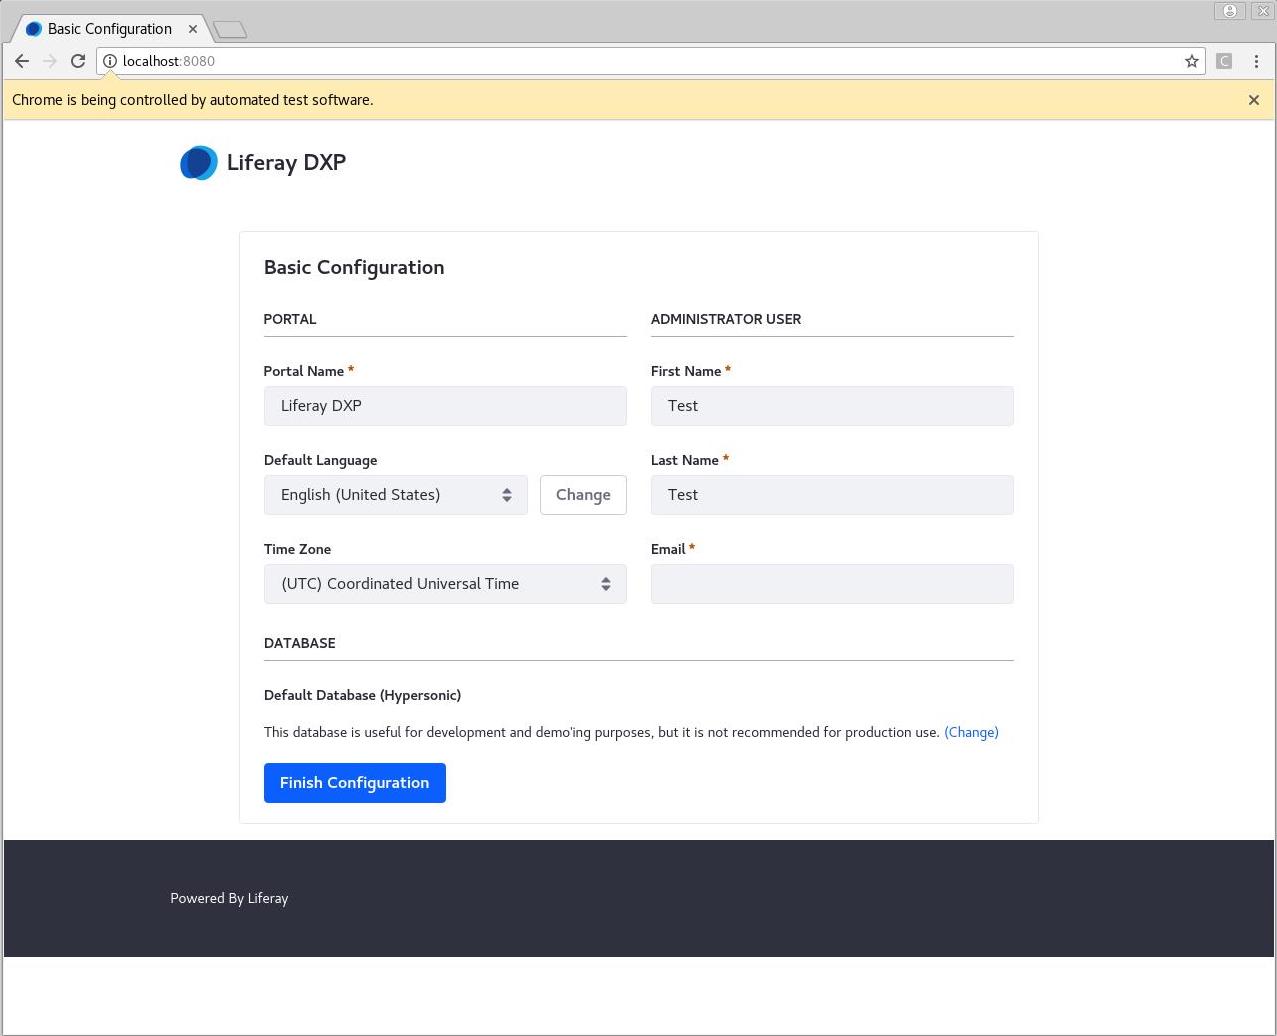 Basic Configuration
localhost:8080
C
Chrome is being controlled by automated test software.
Liferay DXP
Basic Configuration
PORTAL
ADMINISTRATOR USER
Portal Name *
First Name *
Liferay DXP
Test
Default Language
Last Name *
English (United States)
Change
Test
Time Zone
Email *
(UTC) Coordinated Universal Time
DATABASE
Default Database (Hypersonic)
This database is useful for development and demo'ing purposes, but it is not recommended for production use. (Change)
Finish Configuration
Powered By Liferay